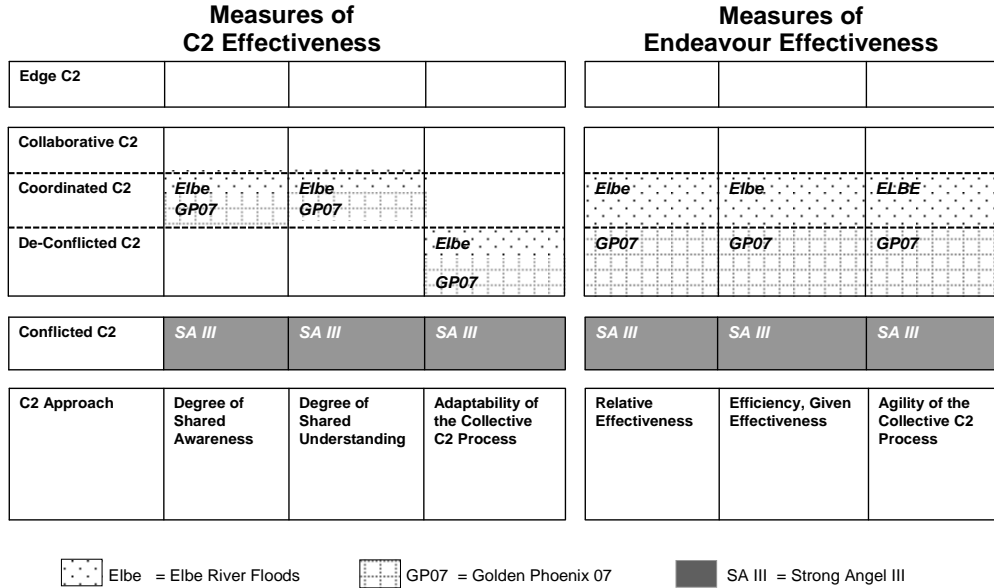 Measures of
C2 Effectiveness
Measures of
Endeavour Effectiveness
Edge C2
Collaborative C2
Coordinated C2
Elbe
GP07
Elbe
GP07
Elbe
Elbe
ELBE
De-Conflicted C2
Elbe
GP07
GP07
GP07
GP07
Conflicted C2
SA III
SA III
SA III
SA III
SA III
SA III
C2 Approach
Degree of
Shared
Awareness
Degree of
Shared
Understanding
Adaptability of
the Collective
C2 Process
Relative
Effectiveness
Efficiency, Given
Effectiveness
Agility of the
Collective C2
Process
Elbe = Elbe River Floods
GP07 = Golden Phoenix 07
SA III = Strong Angel III